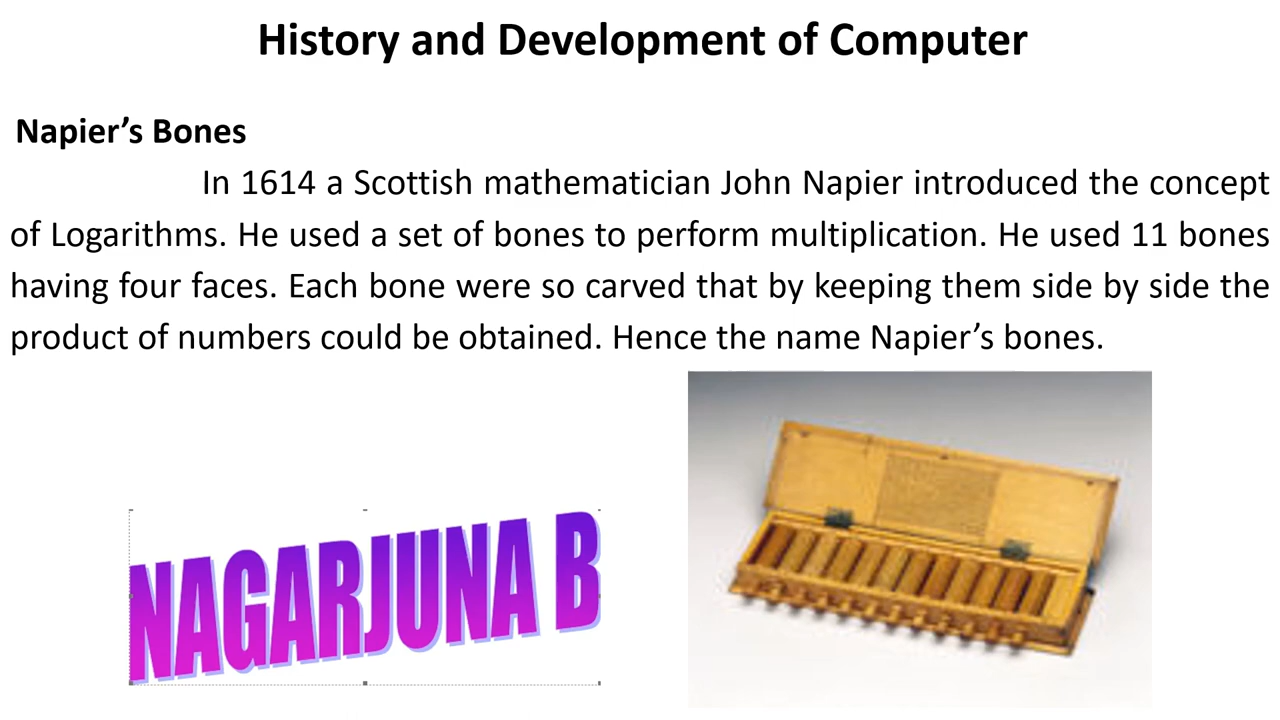 History and Development of Computer
Napier’s Bones
In 1614 a Scottish mathematician John Napier introduced the concept
of Logarithms. He used a set of bones to perform multiplication. He used 11 bones
having four faces. Each bone were so carved that by keeping them side by side the
product of numbers could be obtained. Hence the name Napier’s bones.
NAGARJUNA B